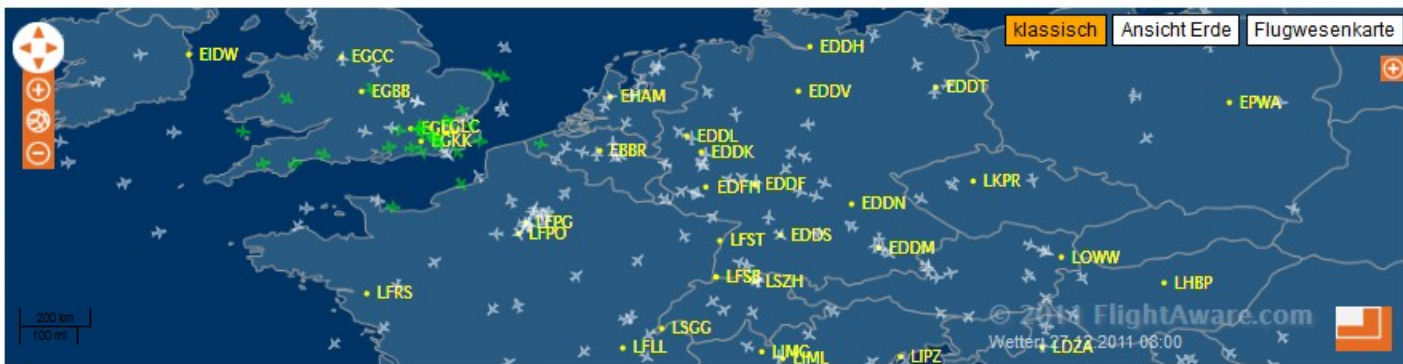 klassisch
Ansicht Erde
Flugwesenkarte
EIDW
EGCC
EDDH
EGBB
EHAM
EDDV
EDDT
EPWA
EGLC
EGKK
EDDL
EBBR
EDDK
EDFH
EDDF
LKPR
EDDN
LFPG
LFPO
LFST
EDDS
EDDM
LOWW
LFSB
LSZH
LHBP
LFRS
200 km
100 mi
© 2011 FlightAware.com
LSGG
Wetter: 27.12.2011 08:00
LFLL
LIMC
LIML
LIPZ
LDZA